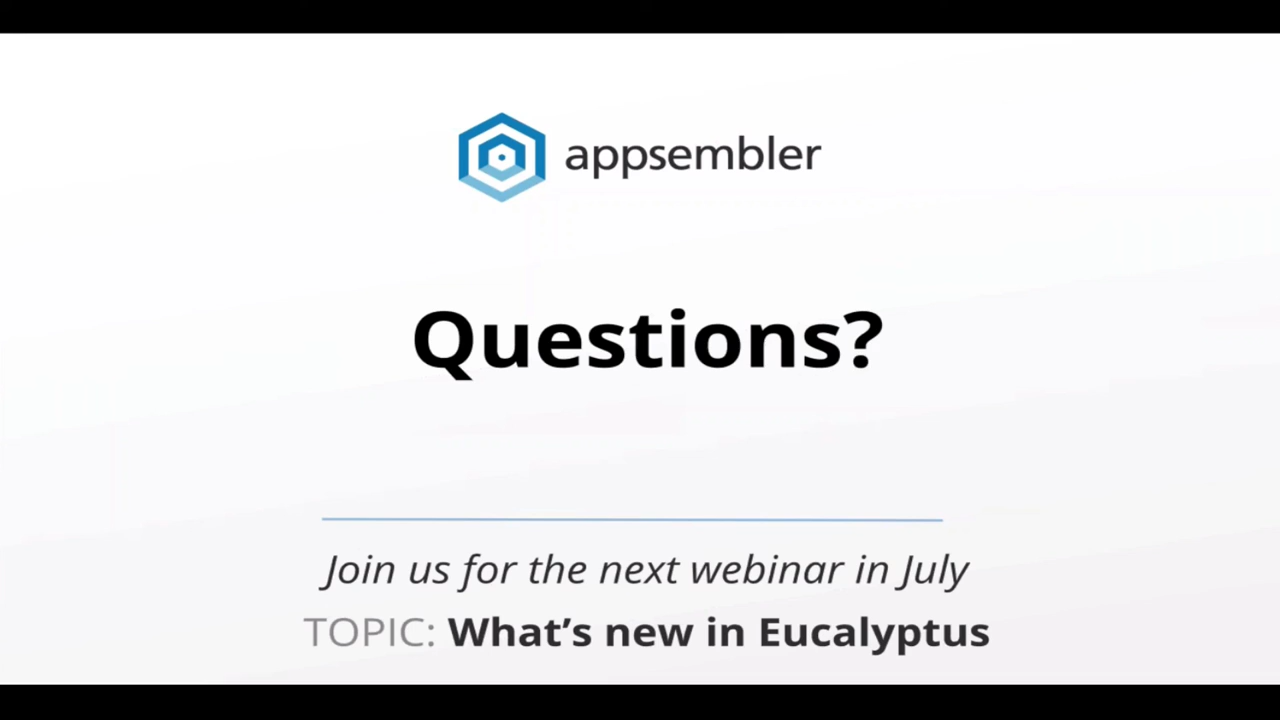 appsembler
Questions?
Join us for the next webinar in July
TOPIC: What’s new in Eucalyptus